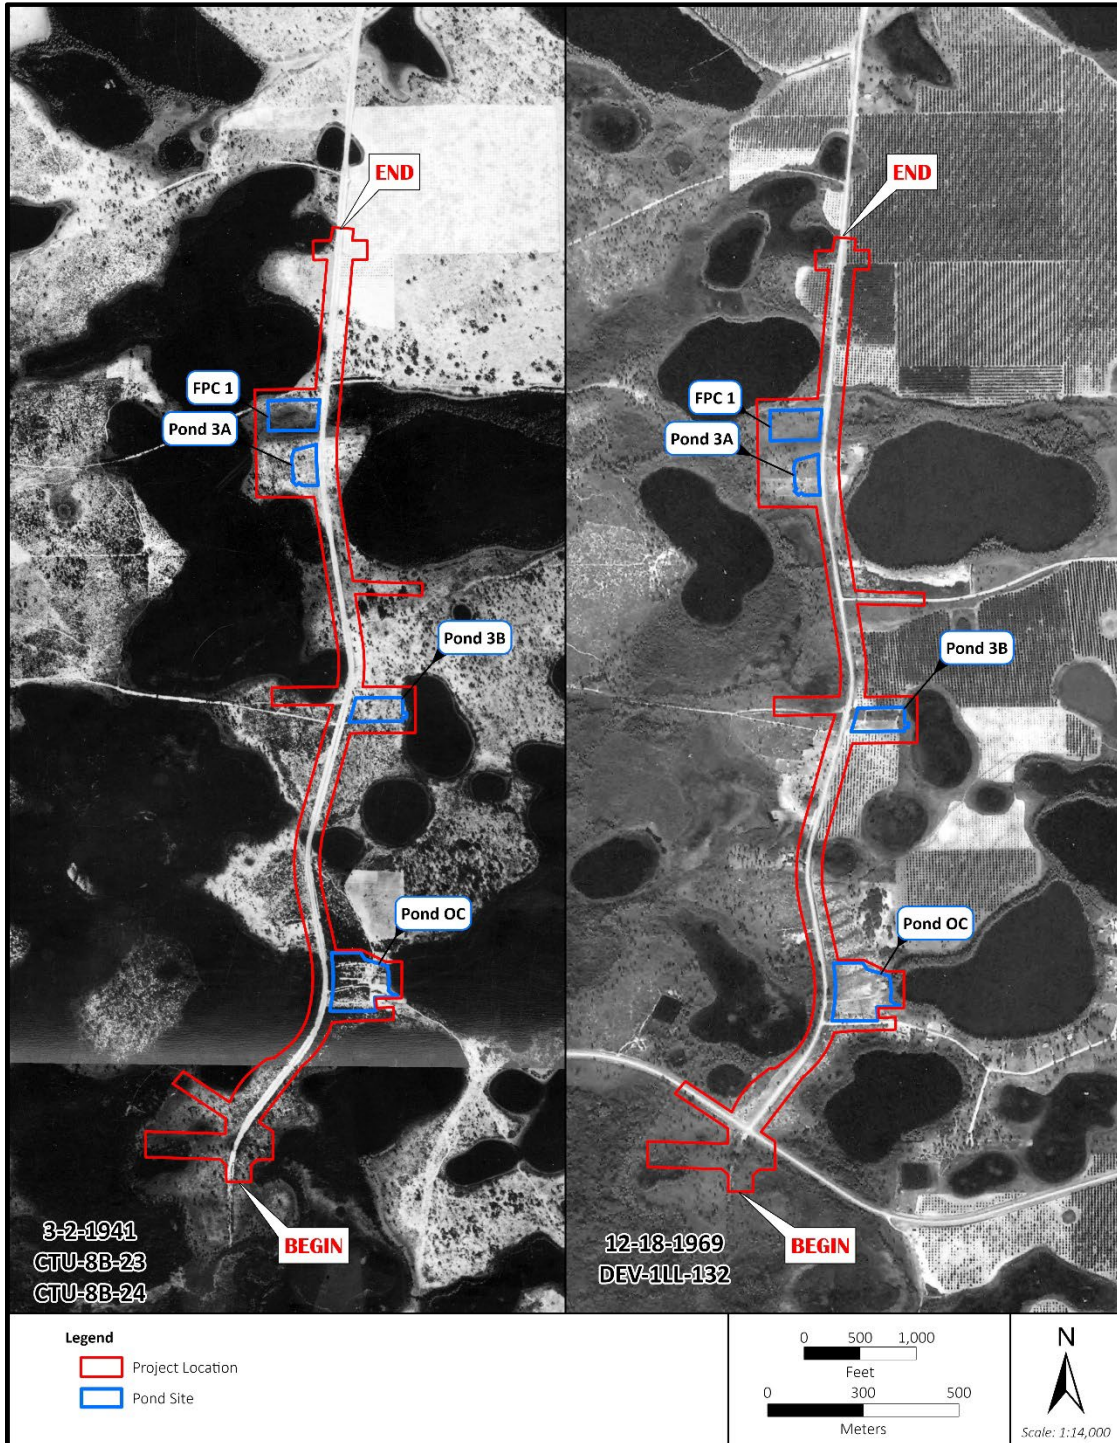 END
FPC 1
Pond 3A
Pond 3B
Pond OC
BEGIN
3-2-1941
CTU-8B-23
CTU-8B-24
END
FPC 1
Pond 3A
Pond 3B
Pond OC
BEGIN
12-18-1969
DEV-1LL-132
Legend
Project Location
Pond Site
0 500 1,000
Feet
0 300 500
Meters
N
Scale: 1:14,000